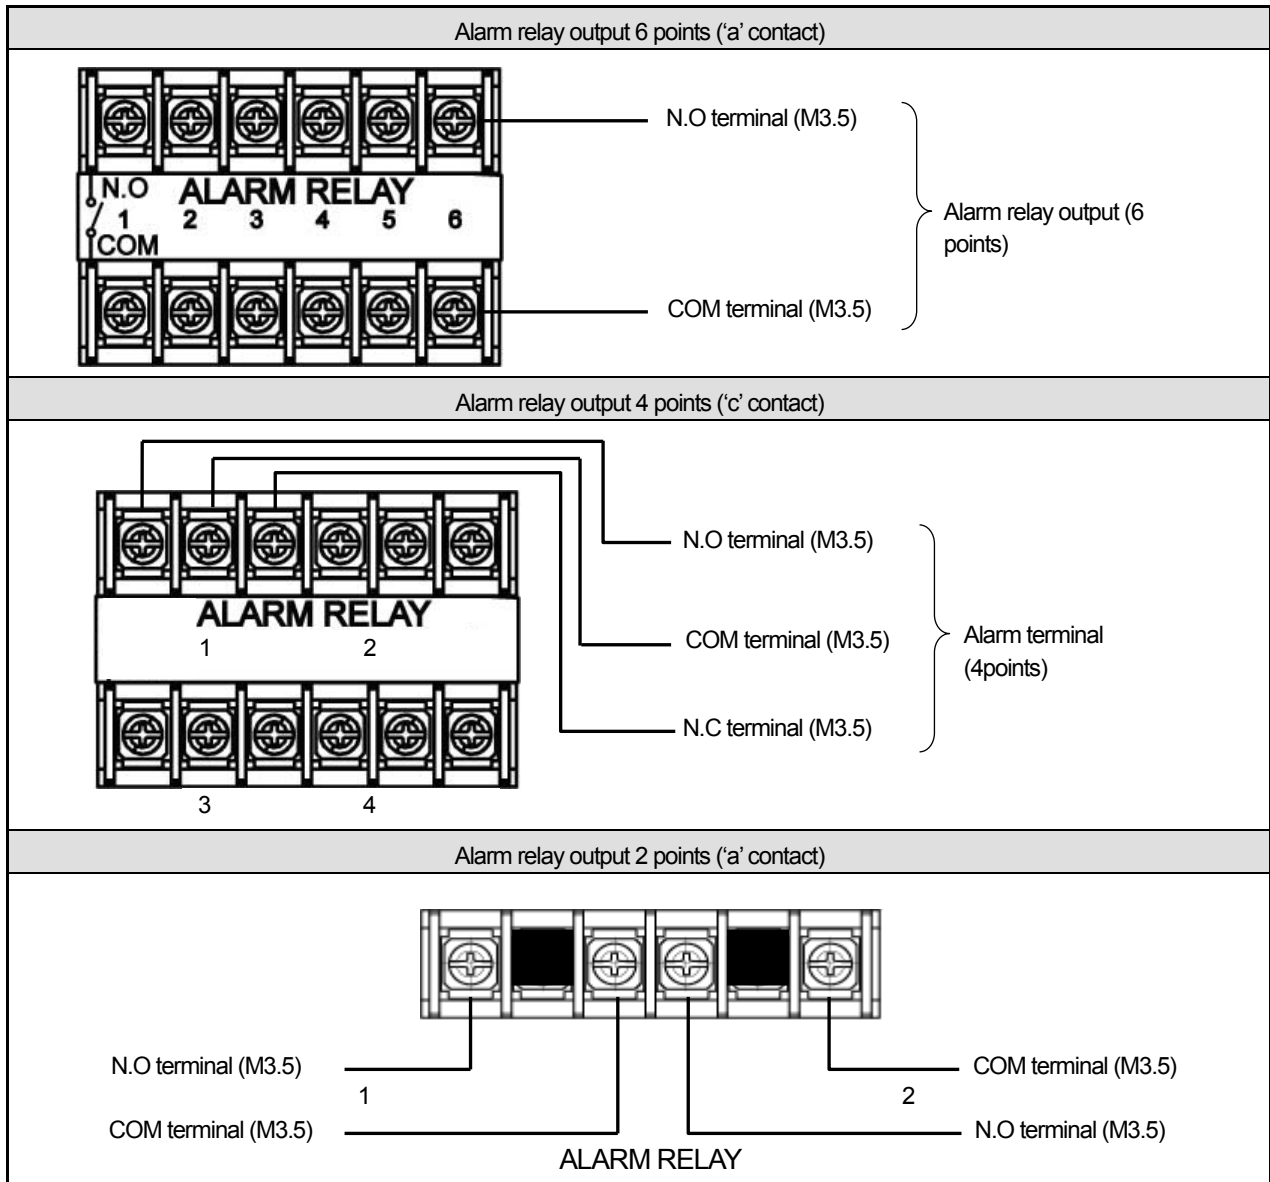 Alarm relay output 6 points (‘a’ contact)
N.O terminal (M3.5)
N.O ALARM RELAY
1 2 3 4 5 6
COM
Alarm relay output (6
points)
COM terminal (M3.5)
Alarm relay output 4 points (‘c’ contact)
N.O terminal (M3.5)
ALARM RELAY
1 2
COM terminal (M3.5)
Alarm terminal
(4points)
N.C terminal (M3.5)
3 4
Alarm relay output 2 points (‘a’ contact)
N.O terminal (M3.5)
COM terminal (M3.5)
1 2
COM terminal (M3.5)
N.O terminal (M3.5)
ALARM RELAY